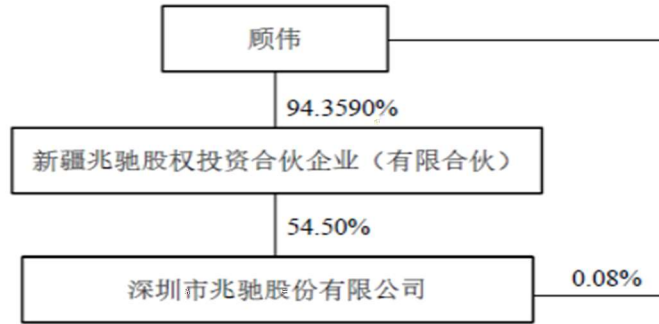 顾伟
94.3590%
新疆兆驰股权投资合伙企业（有限合伙）
54.50%
深圳市兆驰股份有限公司
0.08%